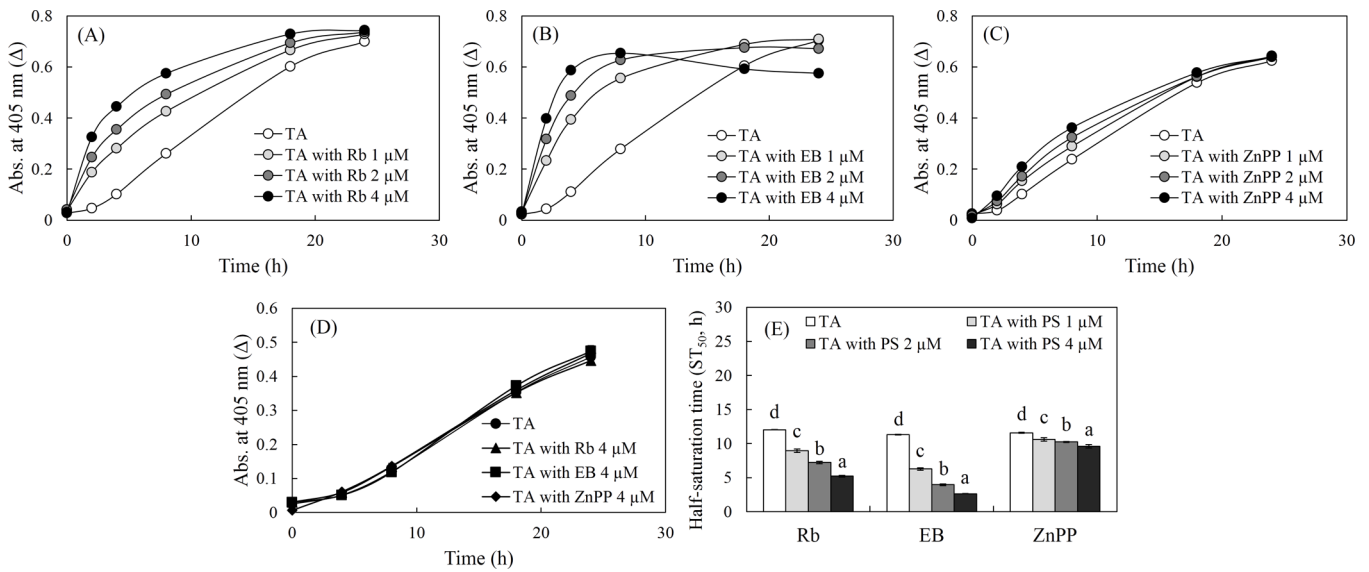 (A)
Abs. at 405 nm (Δ)
0.8
0.6
0.4
0.2
0
TA
TA with Rb 1 μM
TA with Rb 2 μM
TA with Rb 4 μM
0 10 20 30
Time (h)
(B)
Abs. at 405 nm (Δ)
0.8
0.6
0.4
0.2
0
TA
TA with EB 1 μM
TA with EB 2 μM
TA with EB 4 μM
0 10 20 30
Time (h)
(C)
Abs. at 405 nm (Δ)
0.8
0.6
0.4
0.2
0
TA
TA with ZnPP 1 μM
TA with ZnPP 2 μM
TA with ZnPP 4 μM
0 10 20 30
Time (h)
(D)
Abs. at 405 nm (Δ)
0.6
0.5
0.4
0.3
0.2
0.1
0
TA
TA with Rb 4 μM
TA with EB 4 μM
TA with ZnPP 4 μM
0 10 20 30
Time (h)
(E)
Half-saturation time (ST50, h)
30
25
20
15
10
5
0
TA TA with PS 1 μM
TA with PS 2 μM TA with PS 4 μM
d c b a d c b a d c b a
Rb EB ZnPP